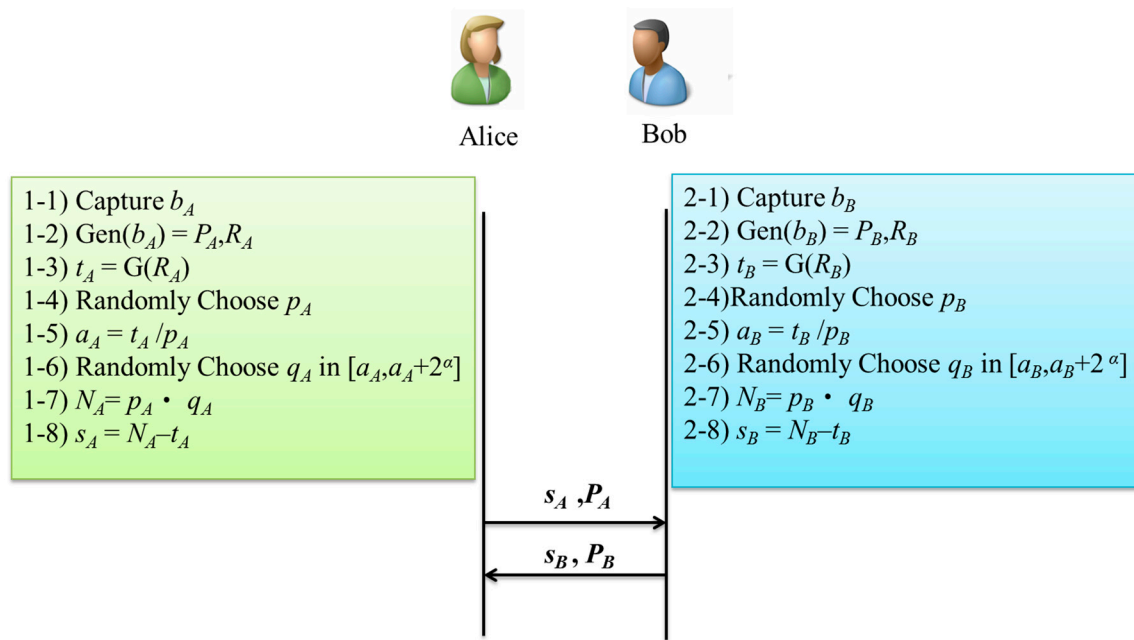 Alice
Bob
1-1) Capture b_A
1-2) Gen(b_A) = P_A,R_A
1-3) t_A = G(R_A)
1-4) Randomly Choose p_A
1-5) a_A = t_A /p_A
1-6) Randomly Choose q_A in [a_A,a_A+2^α]
1-7) N_A= p_A · q_A
1-8) s_A = N_A–t_A
2-1) Capture b_B
2-2) Gen(b_B) = P_B,R_B
2-3) t_B = G(R_B)
2-4)Randomly Choose p_B
2-5) a_B = t_B /p_B
2-6) Randomly Choose q_B in [a_B,a_B+2^α]
2-7) N_B= p_B · q_B
2-8) s_B = N_B–t_B
s_A ,P_A
s_B, P_B